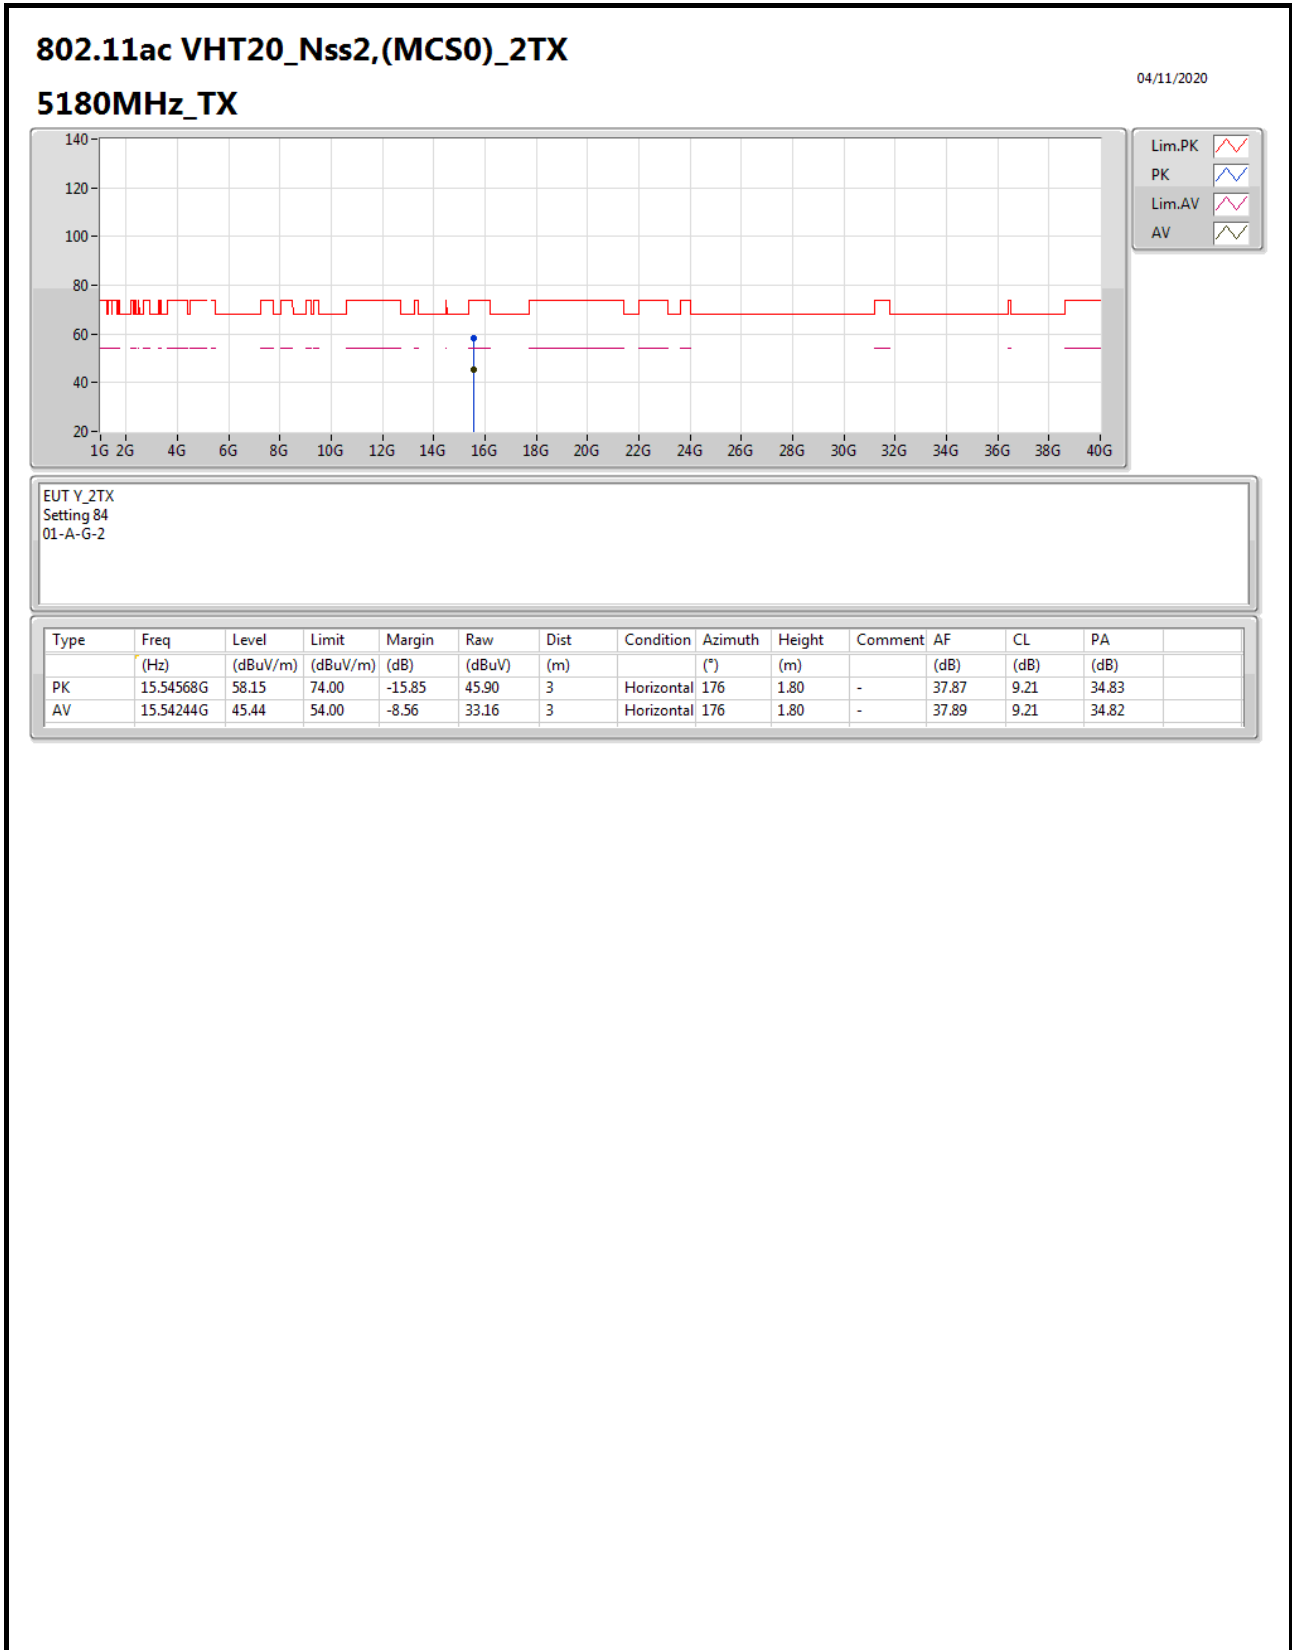 802.11ac VHT20_Nss2,(MCS0)_2TX
04/11/2020
5180MHz_TX
140
120
100
80
60
40
20
1G 2G 4G 6G 8G 10G 12G 14G 16G 18G 20G 22G 24G 26G 28G 30G 32G 34G 36G 38G 40G
Lim.PK
PK
Lim.AV
AV
EUT Y_2TX
Setting 84
01-A-G-2
Type Freq Level Limit Margin Raw Dist Condition Azimuth Height Comment AF CL PA
(Hz) (dBuV/m) (dBuV/m) (dB) (dBuV) (m) (°) (m) (dB) (dB) (dB)
PK 15.54568G 58.15 74.00 -15.85 45.90 3 Horizontal 176 1.80 - 37.87 9.21 34.83
AV 15.54244G 45.44 54.00 -8.56 33.16 3 Horizontal 176 1.80 - 37.89 9.21 34.82